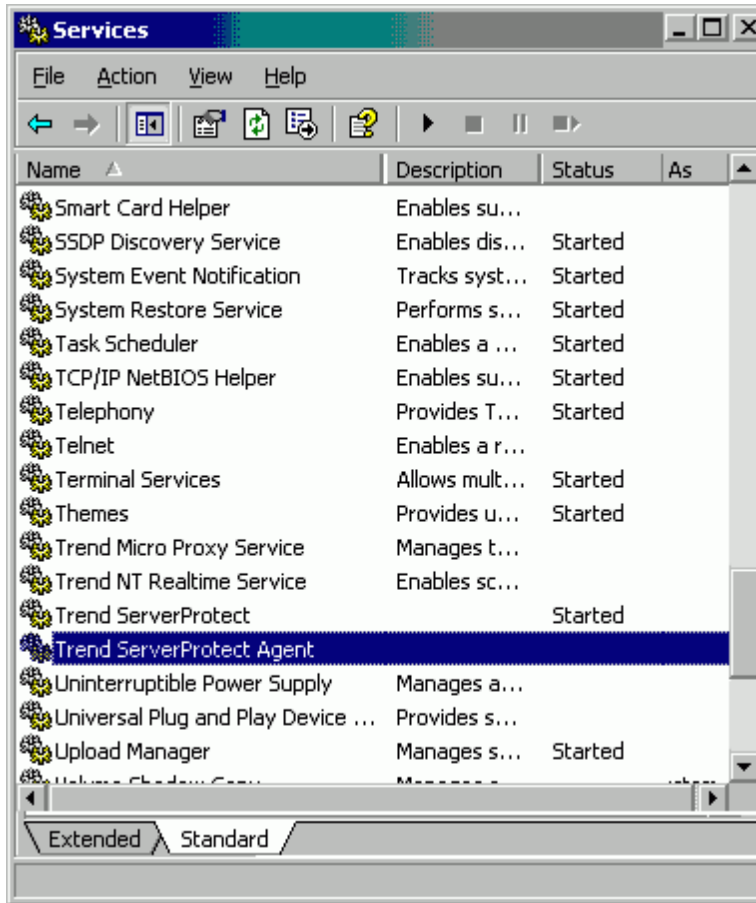 Services
File Action View Help
Name Description Status As
Smart Card Helper Enables su...
SSDP Discovery Service Enables dis... Started
System Event Notification Tracks syst... Started
System Restore Service Performs s... Started
Task Scheduler Enables a ... Started
TCP/IP NetBIOS Helper Enables su... Started
Telephony Provides T... Started
Telnet Enables a r...
Terminal Services Allows mult... Started
Themes Provides u... Started
Trend Micro Proxy Service Manages t...
Trend NT Realtime Service Enables sc...
Trend ServerProtect Started
Trend ServerProtect Agent
Uninterruptible Power Supply Manages a...
Universal Plug and Play Device ... Provides s...
Upload Manager Manages s... Started
Volume Shadow Copy
Extended Standard